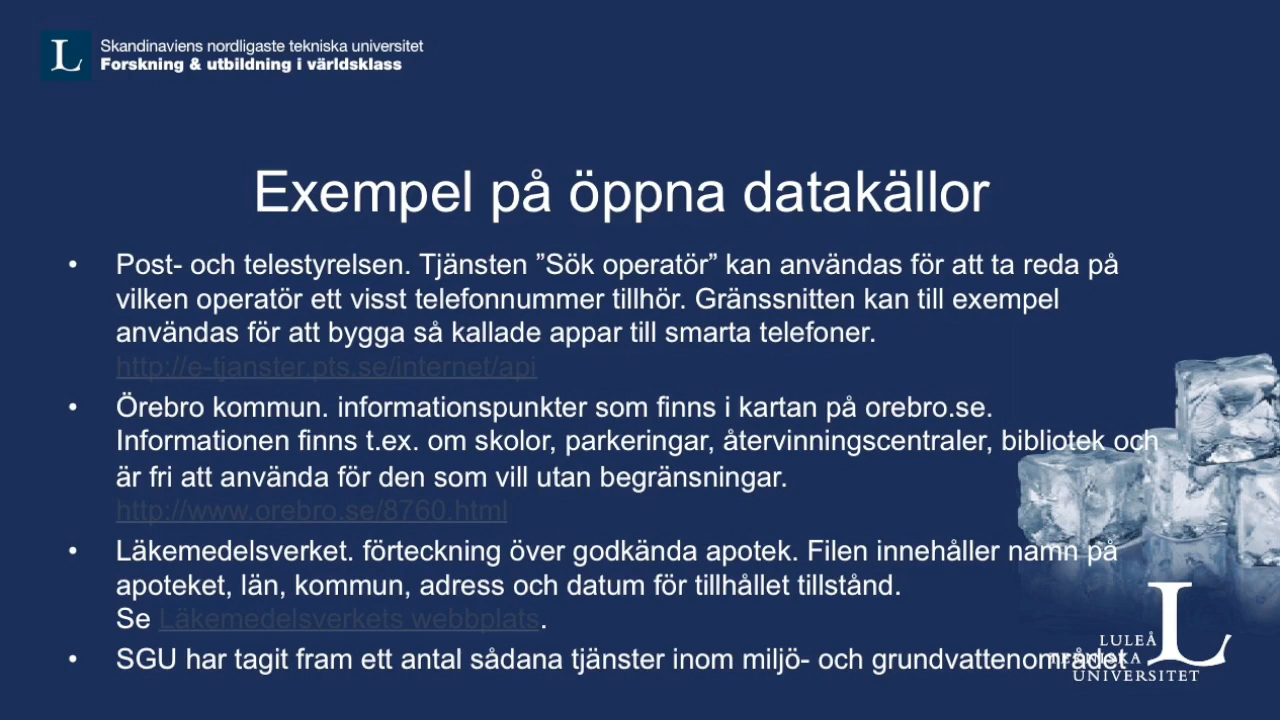 L
Skandinaviens nordligaste tekniska universitet
Forskning & utbildning i världsklass
Exempel på öppna datakällor
• Post- och telestyrelsen. Tjänsten ”Sök operatör” kan användas för att ta reda på
vilken operatör ett visst telefonnummer tillhör. Gränssnitten kan till exempel
användas för att bygga så kallade appar till smarta telefoner.
http://e-tjanster.pts.se/internet/api
• Örebro kommun. informationspunkter som finns i kartan på orebro.se.
Informationen finns t.ex. om skolor, parkeringar, återvinningscentraler, bibliotek och
är fri att använda för den som vill utan begränsningar.
http://www.orebro.se/8760.html
• Läkemedelsverket. förteckning över godkända apotek. Filen innehåller namn på
apoteket, län, kommun, adress och datum för tillhållet tillstånd.
Se Läkemedelsverkets webbplats.
• SGU har tagit fram ett antal sådana tjänster inom miljö- och grundvattenområdet
L
LULEÅ
TEKNISKA
UNIVERSITET